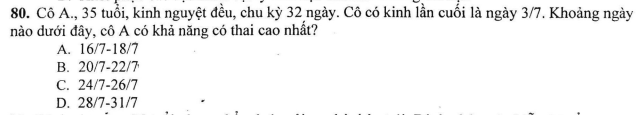 80. Cô A., 35 tuổi, kinh nguyệt đều, chu kỳ 32 ngày. Cô có kinh lần cuối là ngày 3/7. Khoảng ngày
nào dưới đây, cô A có khả năng có thai cao nhất?
A. 16/7-18/7
B. 20/7-22/7
C. 24/7-26/7
D. 28/7-31/7